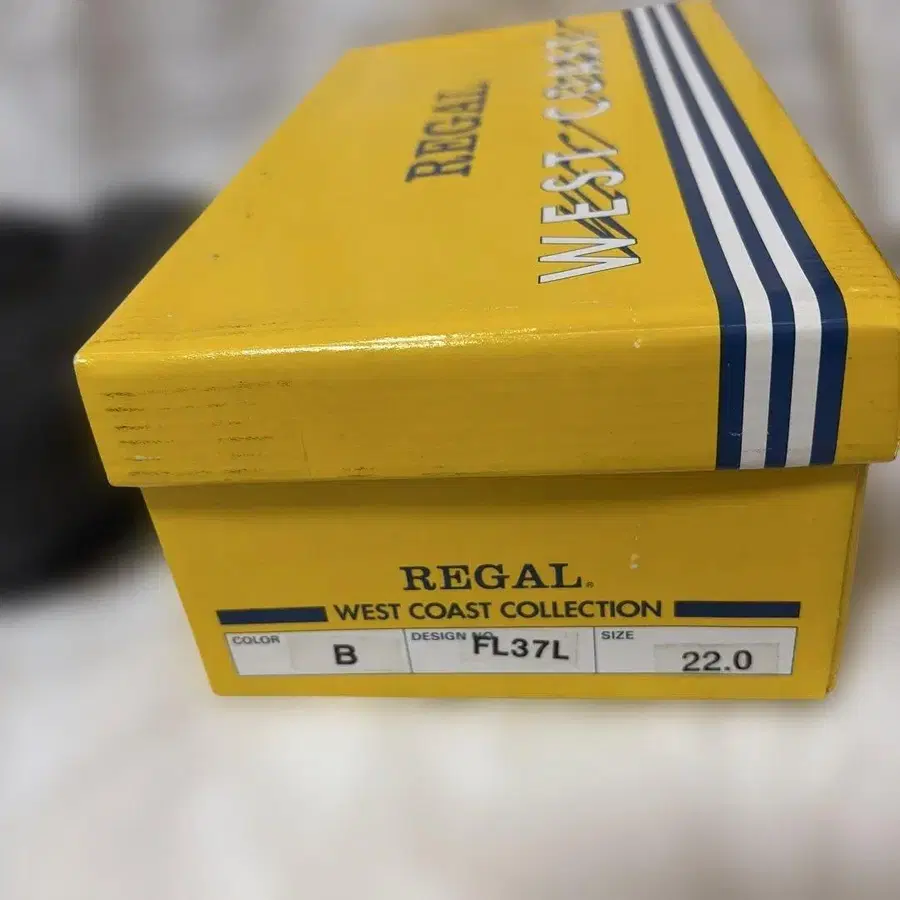 REGAL
WEST COAST
REGAL®
WEST COAST COLLECTION
COLOR B DESIGN NO. FL37L SIZE 22.0